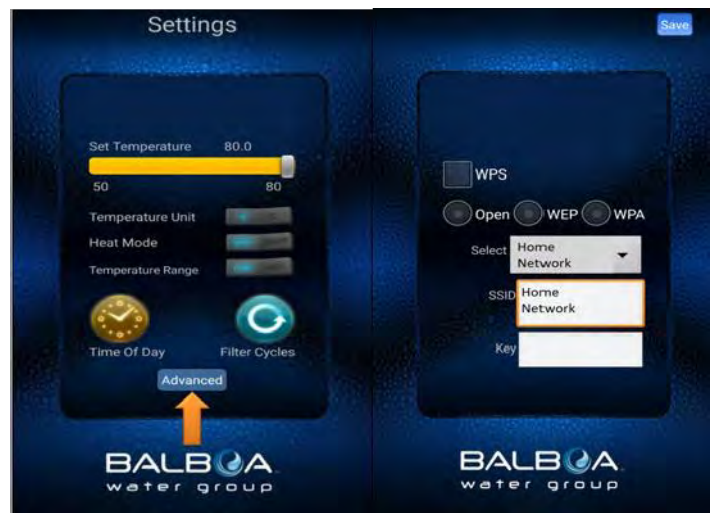 Settings
Set Temperature 80.0
50 80
Temperature Unit
Heat Mode
Temperature Range
Time Of Day Filter Cycles
Advanced
BALBOA
water group
Save
WPS
Open WEP WPA
Select Home
Network
SSID Home
Network
Key
BALBOA
water group